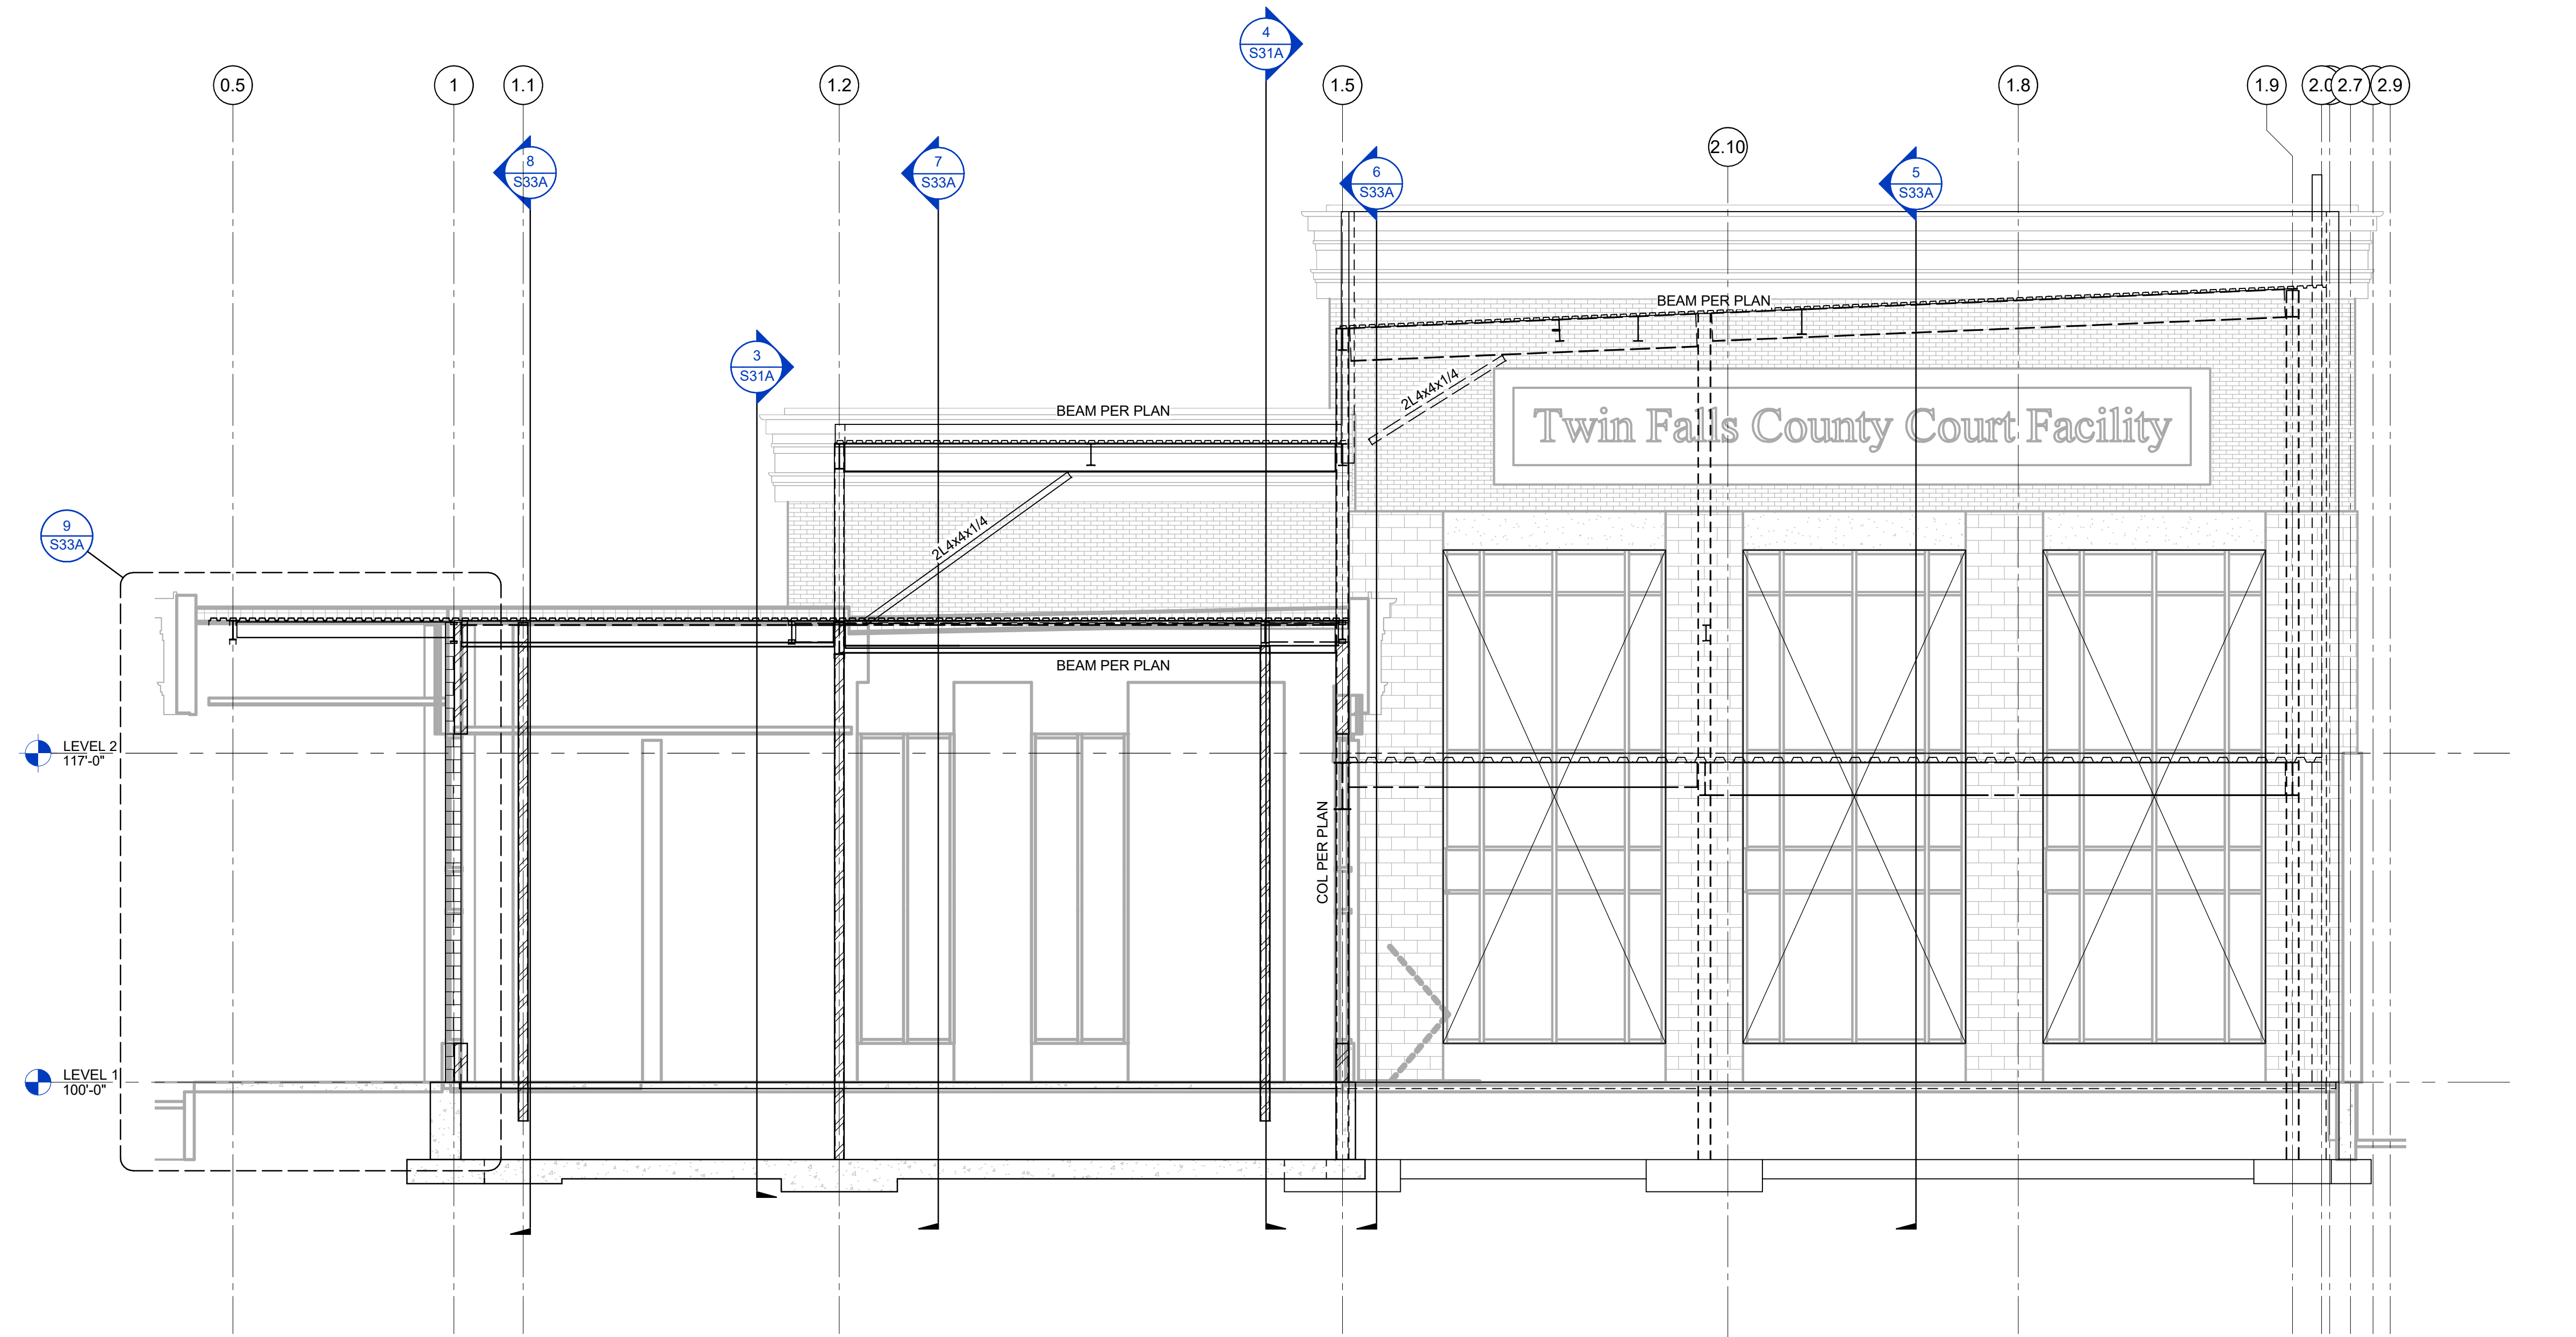 4
S31A
0.5
1
1.1
1.2
1.5
1.8
1.9
2.7
2.9
2.10
8
S33A
7
S33A
6
S33A
5
S33A
BEAM PER PLAN
3
S31A
2L4x4x1/4
BEAM PER PLAN
Twin Falls County Court Facility
9
S33A
2L4x4x1/4
BEAM PER PLAN
LEVEL 2
117'-0"
COL PER PLAN
LEVEL 1
100'-0"